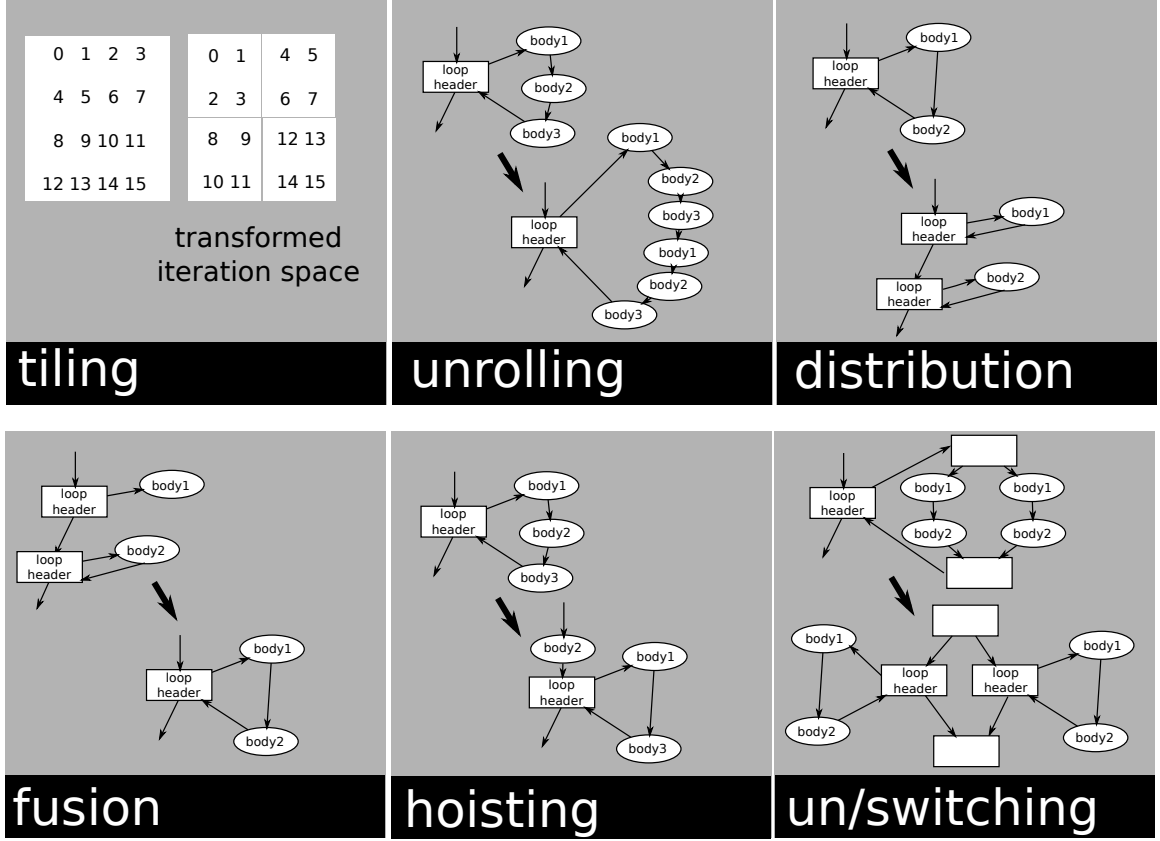 0 1 2 3
4 5 6 7
8 9 10 11
12 13 14 15
0 1 4 5
2 3 6 7
8 9 12 13
10 11 14 15
transformed
iteration space
tiling
body1
loop
header
body2
body3
body1
body2
loop
header
body3
body1
body2
body3
unrolling
body1
loop
header
body2
loop
header
body1
loop
header
body2
distribution
loop
header
body1
loop
header
body2
loop
header
body1
body2
fusion
body1
loop
header
body2
body3
body2
loop
header
body1
body3
hoisting
loop
header
body1
body1
body2
body2
body1
loop
header
loop
header
body1
body2
body2
un/switching